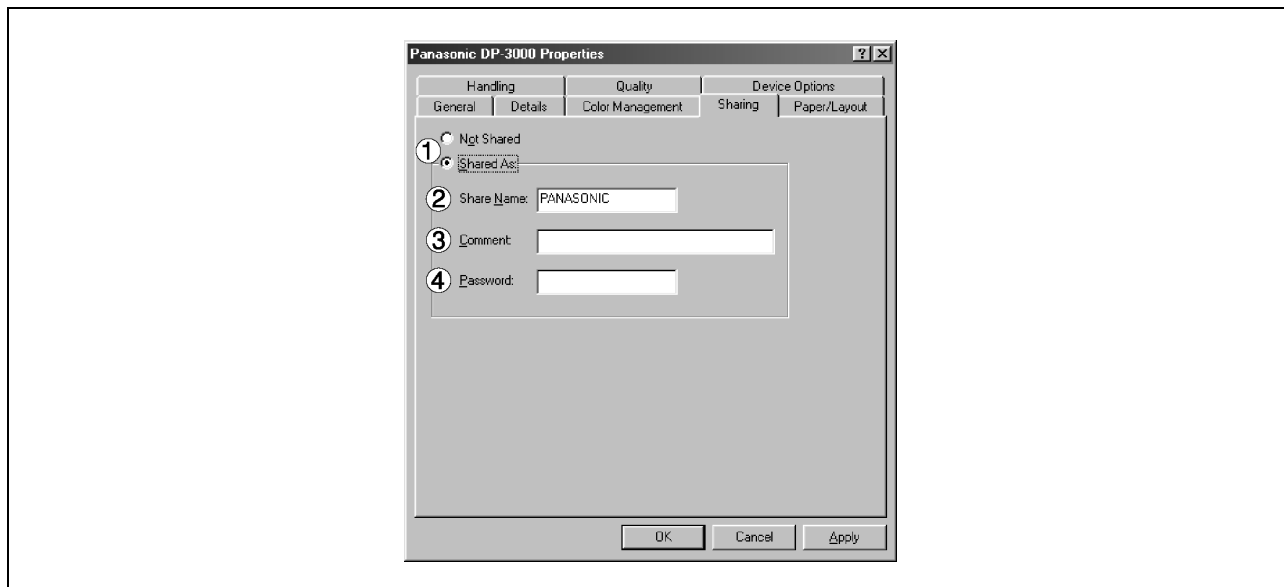 Panasonic DP-3000 Properties
Handling Quality Device Options
General Details Color Management Sharing Paper/Layout
① Not Shared
Shared As:
② Share Name: PANASONIC
③ Comment:
④ Password:
OK Cancel Apply